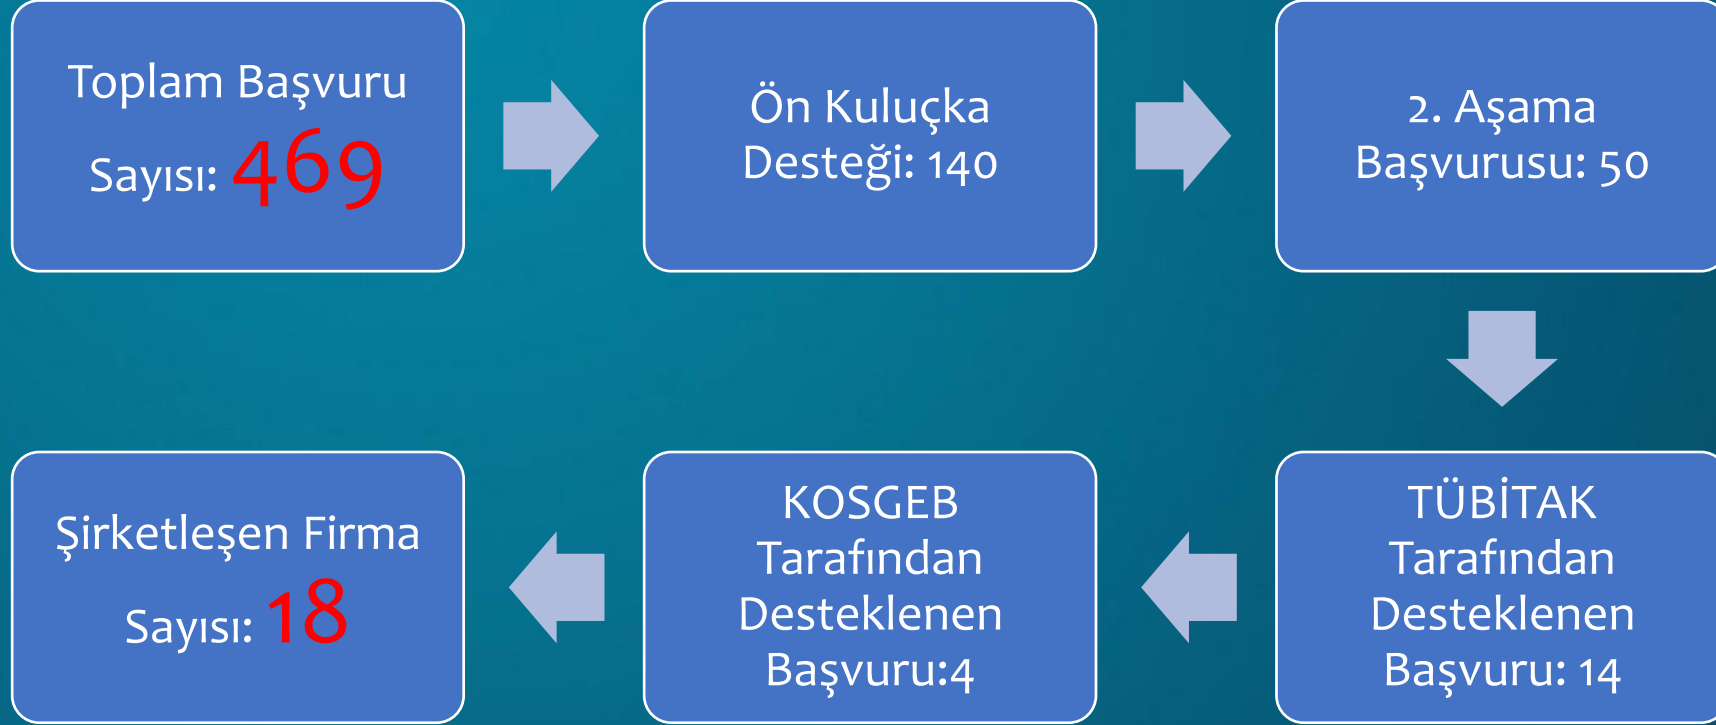 Toplam Başvuru
Sayısı: 469
Ön Kuluçka
Desteği: 140
2. Aşama
Başvurusu: 50
TÜBİTAK
Tarafından
Desteklenen
Başvuru: 14
KOSGEB
Tarafından
Desteklenen
Başvuru:4
Şirketleşen Firma
Sayısı: 18